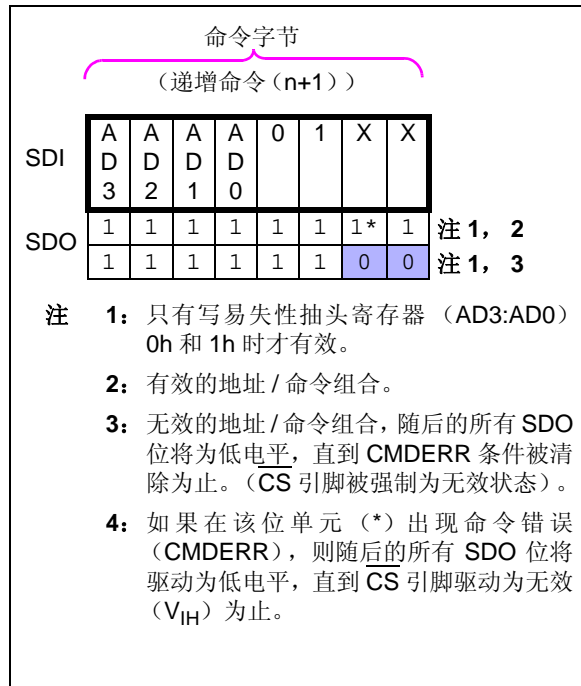 命令字节
（递增命令（n+1））
SDI AD3 AD2 AD1 AD0 0 1 X X
SDO 1 1 1 1 1 1 1* 1 注 1， 2
1 1 1 1 1 1 0 0 注 1， 3
注 1： 只有写易失性抽头寄存器 （AD3:AD0）
0h 和 1h 时才有效。
2： 有效的地址 / 命令组合。
3： 无效的地址 / 命令组合，随后的所有 SDO
位将为低电平，直到 CMDERR 条件被清
除为止。（CS 引脚被强制为无效状态）。
4： 如果在该位单元（*）出现命令错误
（CMDERR），则随后的所有 SDO 位将
驱动为低电平，直到 CS 引脚驱动为无效
（VIH）为止。